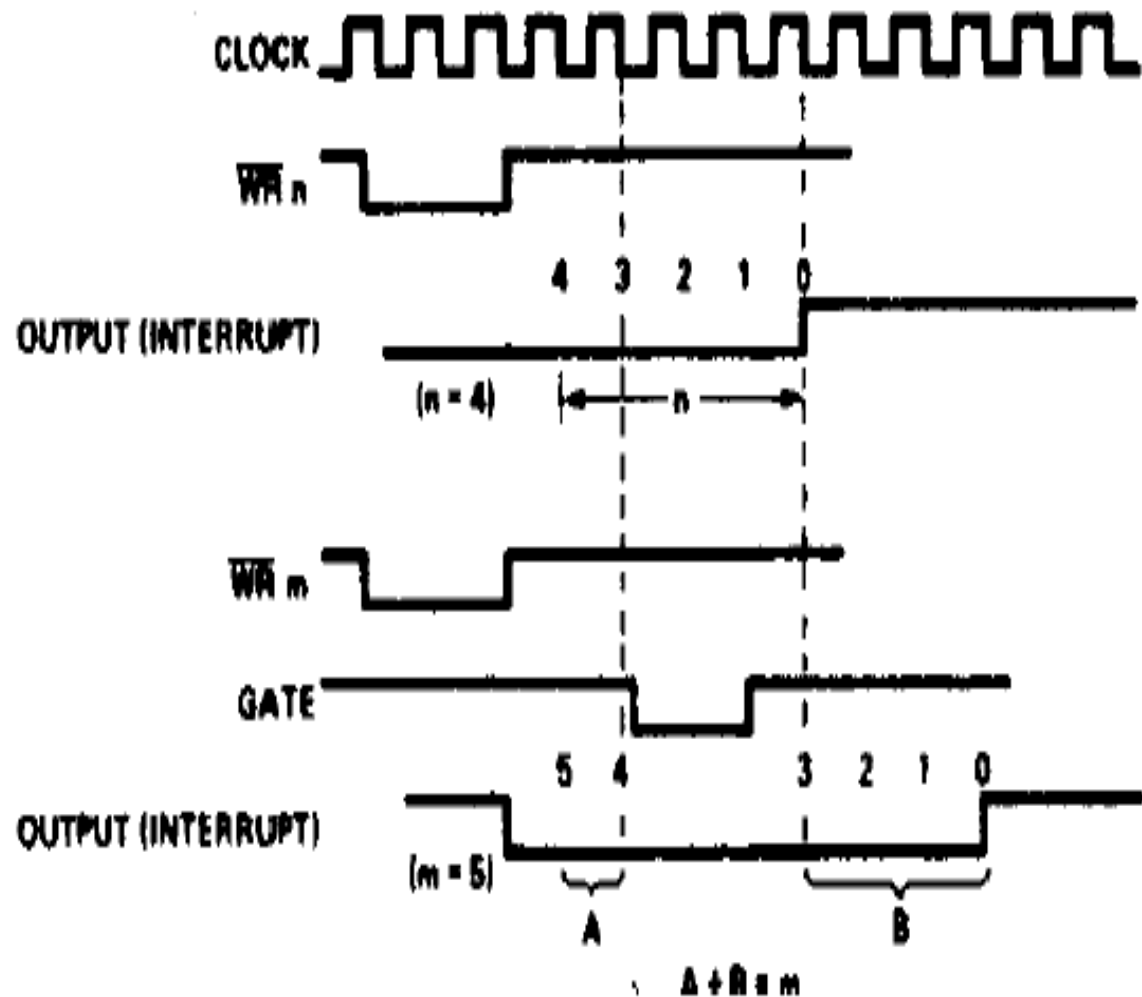 CLOCK
WR n
4 3 2 1 0
OUTPUT (INTERRUPT)
(n = 4)
n
WR m
GATE
5 4 3 2 1 0
OUTPUT (INTERRUPT)
(m = 5)
A B
A + B = m